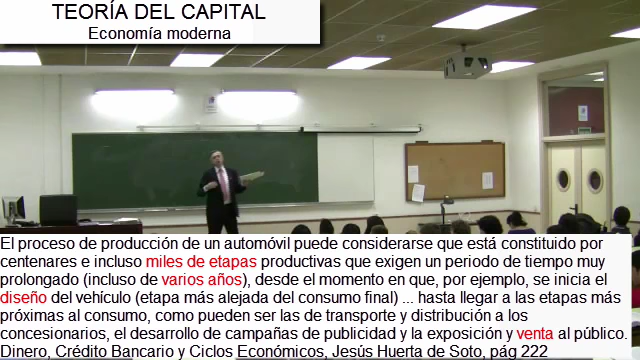 TEORÍA DEL CAPITAL
Economía moderna
El proceso de producción de un automóvil puede considerarse que está constituido por
centenares e incluso miles de etapas productivas que exigen un periodo de tiempo muy
prolongado (incluso de varios años), desde el momento en que, por ejemplo, se inicia el
diseño del vehículo (etapa más alejada del consumo final) ... hasta llegar a las etapas más
próximas al consumo, como pueden ser las de transporte y distribución a los
concesionarios, el desarrollo de campañas de publicidad y la exposición y venta al público.
Dinero, Crédito Bancario y Ciclos Económicos, Jesús Huerta de Soto, pág 222